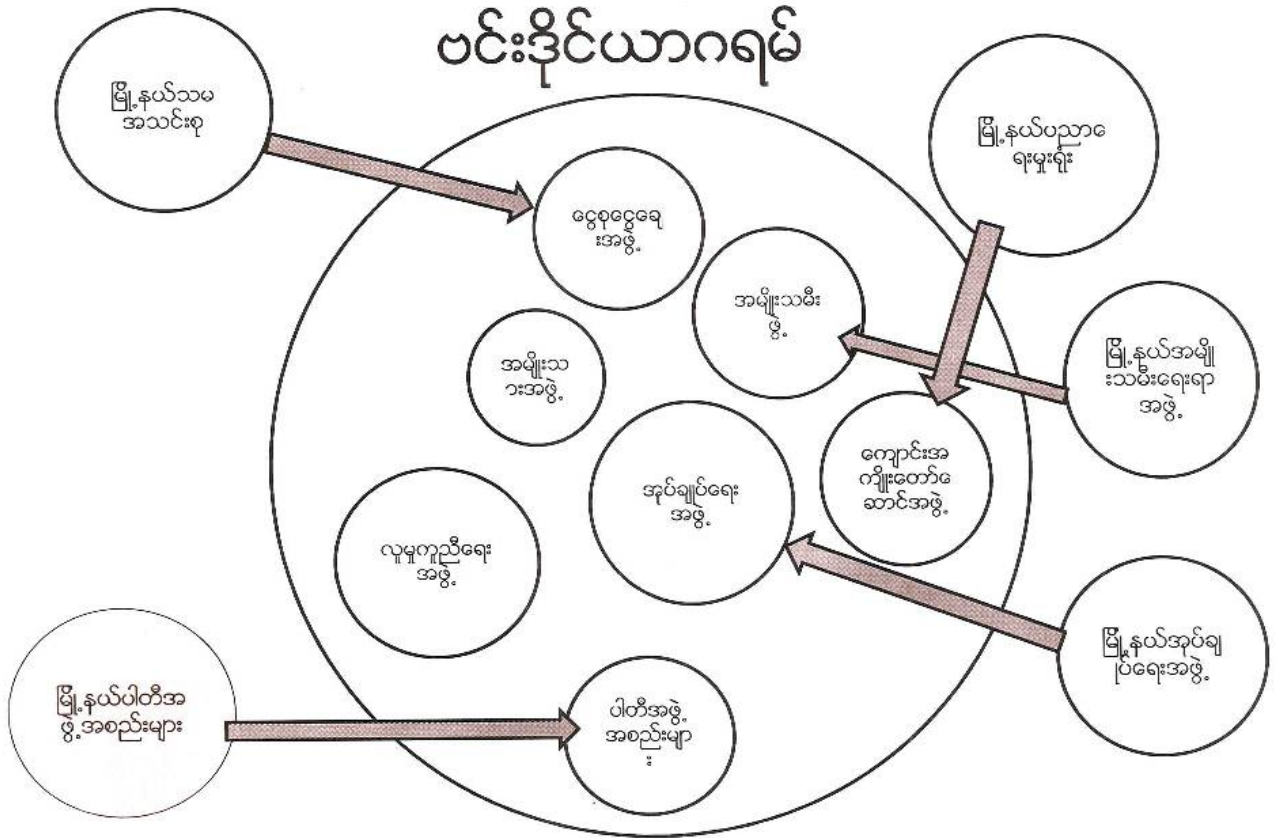 ဗင်းဒိုင်ယာဂရမ်
မြို့နယ်သမ
အသင်းစု
မြို့နယ်ပညာေ
ရးမှုးရုံး
ငွေစုငွေချေ
းအဖွဲ့
အမျိုးသမီး
ဖွဲ့
အမျိုးသ
ားအဖွဲ့
မြို့နယ်အမျို
းသမီးရေးရာ
အဖွဲ့
ကျောင်းအ
ကျိုးတော်ေ
ဆာင်အဖွဲ့
အုပ်ချုပ်ရေး
အဖွဲ့
လူမှုကူညီရေး
အဖွဲ့
မြို့နယ်အုပ်ချ
ုပ်ရေးအဖွဲ့
မြို့နယ်ပါတီအ
ဖွဲ့အစည်းများ
ပါတီအဖွဲ့
အစည်းမျာ
း